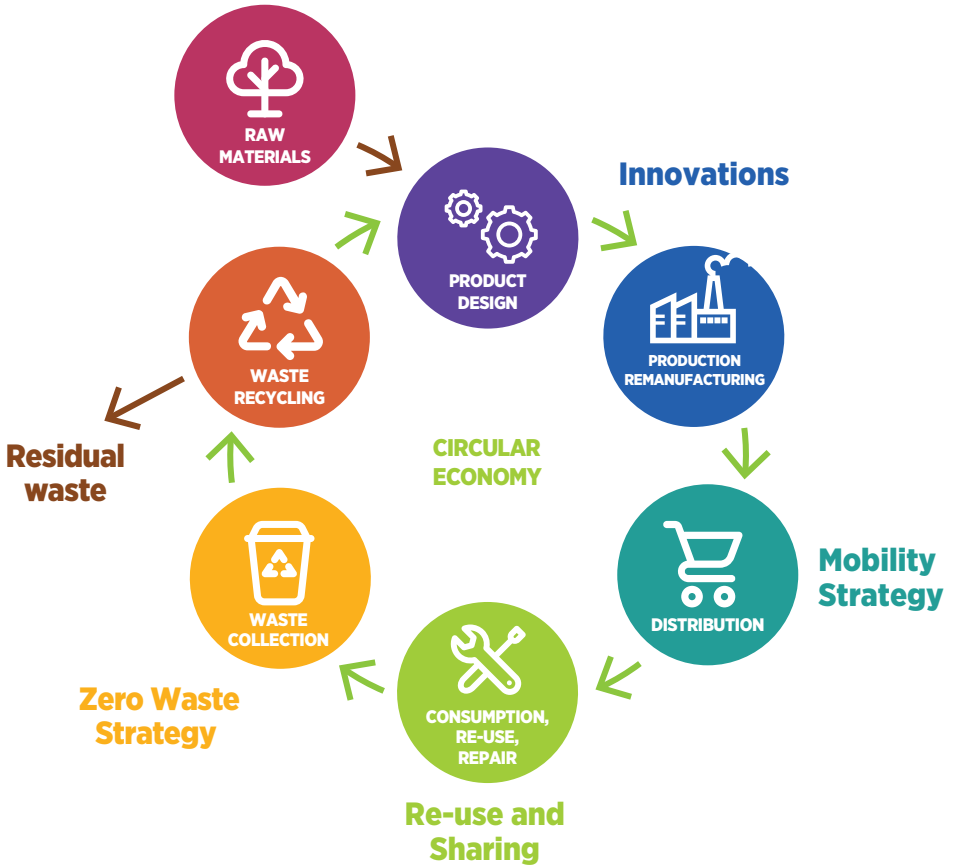 RAW
MATERIALS
Innovations
PRODUCT
DESIGN
PRODUCTION
REMANUFACTURING
WASTE
RECYCLING
CIRCULAR
ECONOMY
Residual
waste
Mobility
Strategy
DISTRIBUTION
WASTE
COLLECTION
Zero Waste
Strategy
CONSUMPTION,
RE-USE,
REPAIR
Re-use and
Sharing